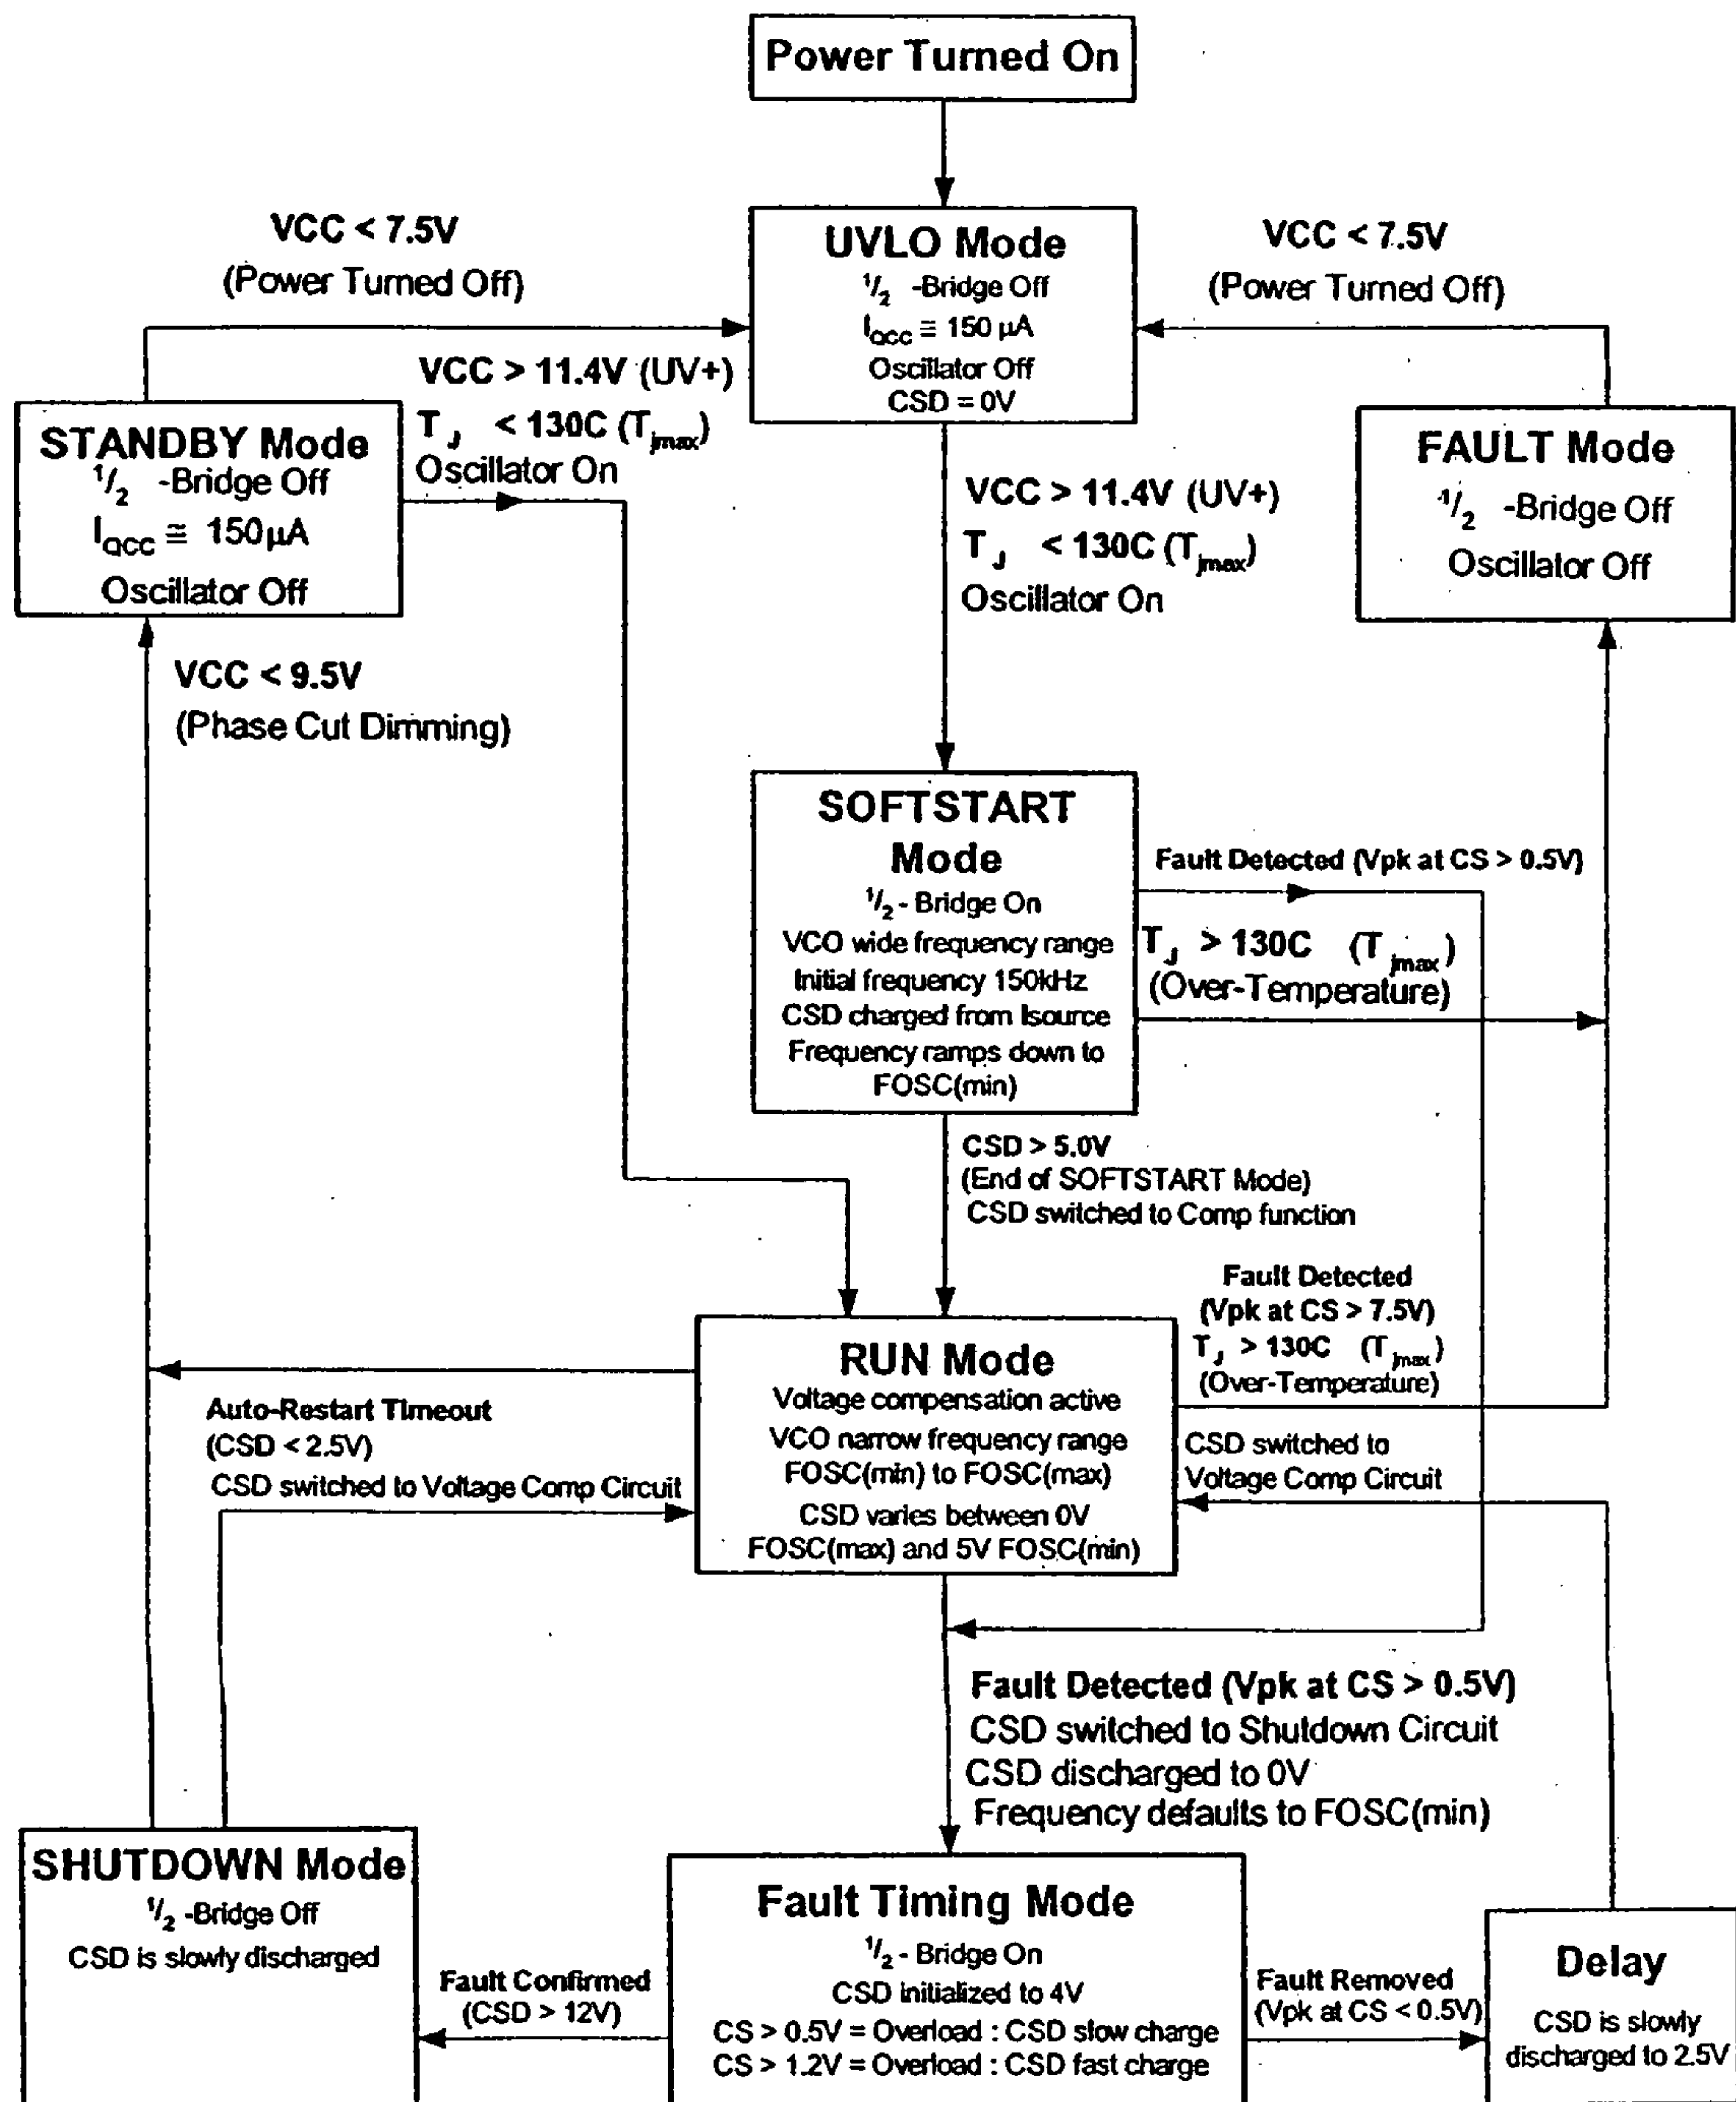 Power Turned On
VCC < 7.5V
(Power Turned Off)
UVLO Mode
1/2 -Bridge Off
IQCC ≅ 150 µA
Oscillator Off
CSD = 0V
VCC < 7.5V
(Power Turned Off)
VCC > 11.4V (UV+)
TJ < 130C (Tjmax)
Oscillator On
STANDBY Mode
1/2 -Bridge Off
IQCC ≅ 150µA
Oscillator Off
FAULT Mode
1/2 -Bridge Off
Oscillator Off
VCC > 11.4V (UV+)
TJ < 130C (Tjmax)
Oscillator On
VCC < 9.5V
(Phase Cut Dimming)
SOFTSTART
Mode
1/2 - Bridge On
VCO wide frequency range
Initial frequency 150kHz
CSD charged from Isource
Frequency ramps down to
FOSC(min)
Fault Detected (Vpk at CS > 0.5V)
TJ > 130C (Tjmax)
(Over-Temperature)
CSD > 5.0V
(End of SOFTSTART Mode)
CSD switched to Comp function
Fault Detected
(Vpk at CS > 7.5V)
TJ > 130C (Tjmax)
(Over-Temperature)
RUN Mode
Voltage compensation active
VCO narrow frequency range
FOSC(min) to FOSC(max)
CSD varies between 0V
FOSC(max) and 5V FOSC(min)
Auto-Restart Timeout
(CSD < 2.5V)
CSD switched to Voltage Comp Circuit
CSD switched to
Voltage Comp Circuit
Fault Detected (Vpk at CS > 0.5V)
CSD switched to Shutdown Circuit
CSD discharged to 0V
Frequency defaults to FOSC(min)
SHUTDOWN Mode
1/2 -Bridge Off
CSD is slowly discharged
Fault Confirmed
(CSD > 12V)
Fault Timing Mode
1/2 - Bridge On
CSD initialized to 4V
CS > 0.5V = Overload : CSD slow charge
CS > 1.2V = Overload : CSD fast charge
Fault Removed
(Vpk at CS < 0.5V)
Delay
CSD is slowly
discharged to 2.5V